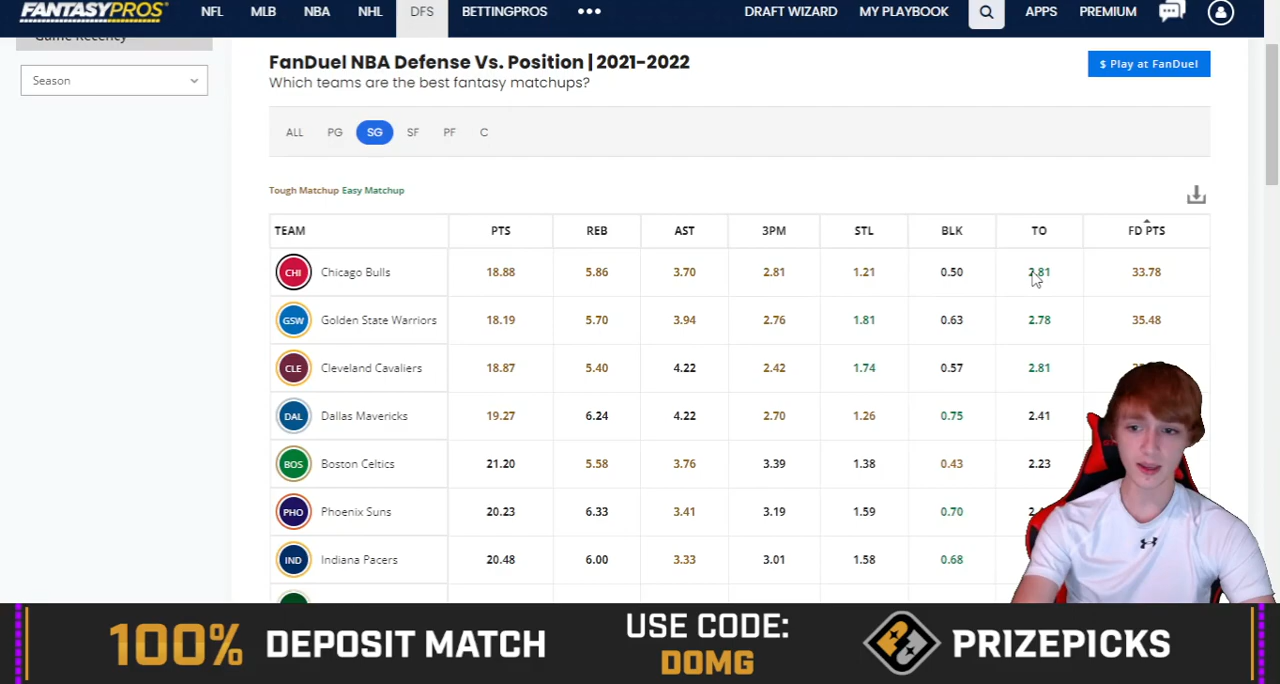 FANTASYPROS NFL MLB NBA NHL DFS BETTINGPROS ••• DRAFT WIZARD MY PLAYBOOK APPS PREMIUM
Game Recency
Season
FanDuel NBA Defense Vs. Position | 2021-2022
Which teams are the best fantasy matchups?
$ Play at FanDuel
ALL PG SG SF PF C
Tough Matchup Easy Matchup
TEAM PTS REB AST 3PM STL BLK TO FD PTS
CHI Chicago Bulls 18.88 5.86 3.70 2.81 1.21 0.50 2.81 33.78
GSW Golden State Warriors 18.19 5.70 3.94 2.76 1.81 0.63 2.78 35.48
CLE Cleveland Cavaliers 18.87 5.40 4.22 2.42 1.74 0.57 2.81
DAL Dallas Mavericks 19.27 6.24 4.22 2.70 1.26 0.75 2.41
BOS Boston Celtics 21.20 5.58 3.76 3.39 1.38 0.43 2.23
PHO Phoenix Suns 20.23 6.33 3.41 3.19 1.59 0.70
IND Indiana Pacers 20.48 6.00 3.33 3.01 1.58 0.68
100% DEPOSIT MATCH
USE CODE:
DOMG
PRIZEPICKS